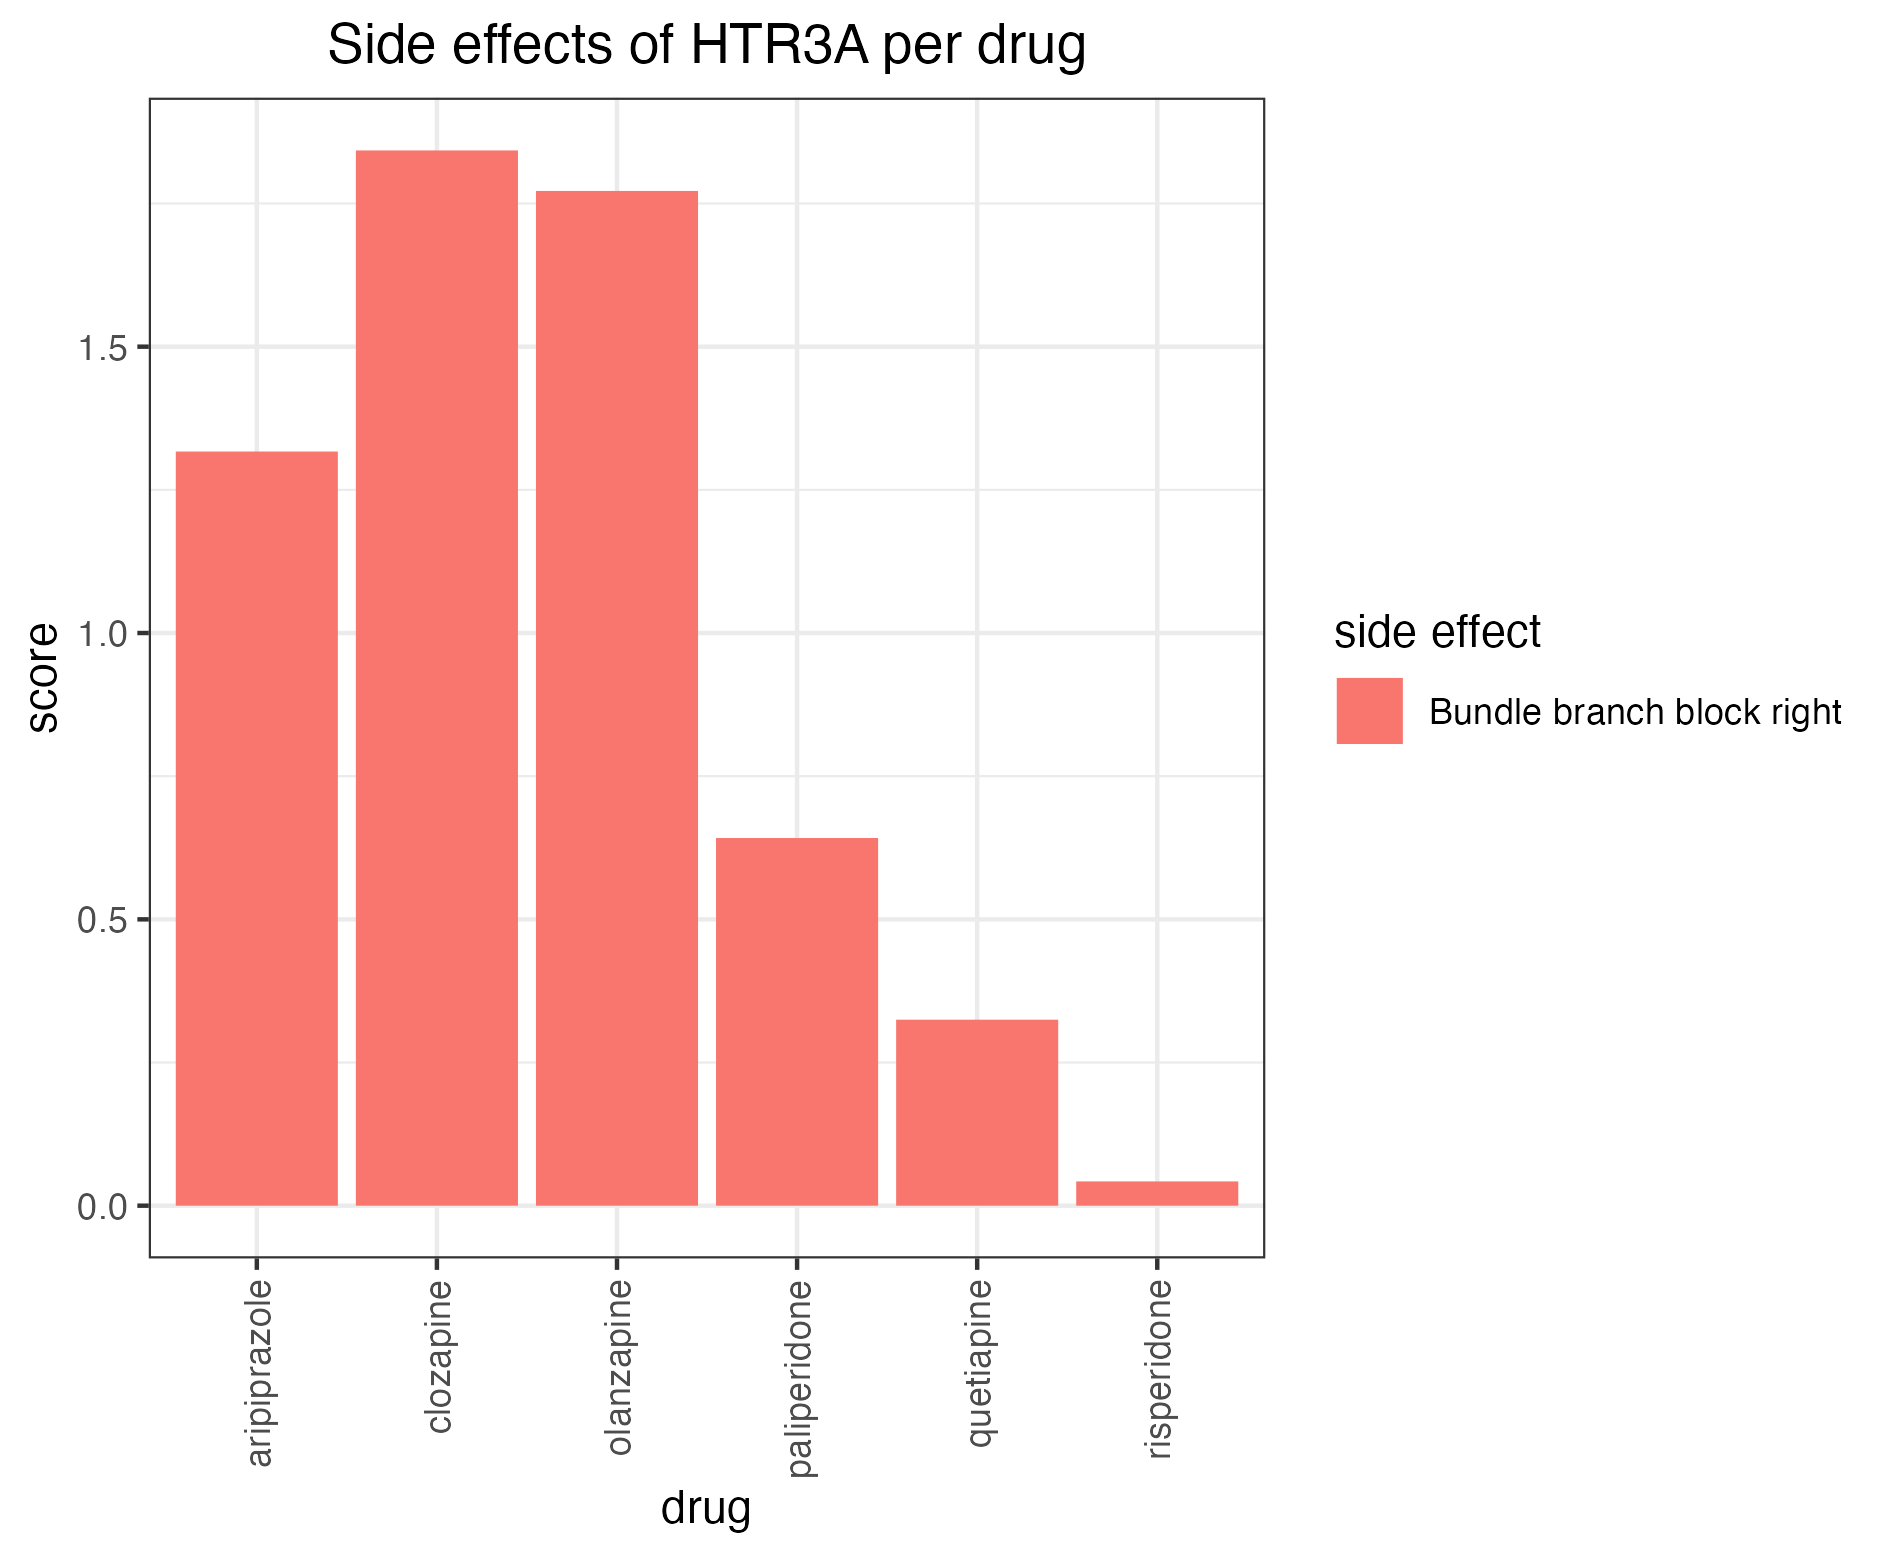 Side effects of HTR3A per drug
score
1.5
1.0
0.5
0.0
aripiprazole
clozapine
olanzapine
paliperidone
quetiapine
risperidone
drug
side effect
Bundle branch block right